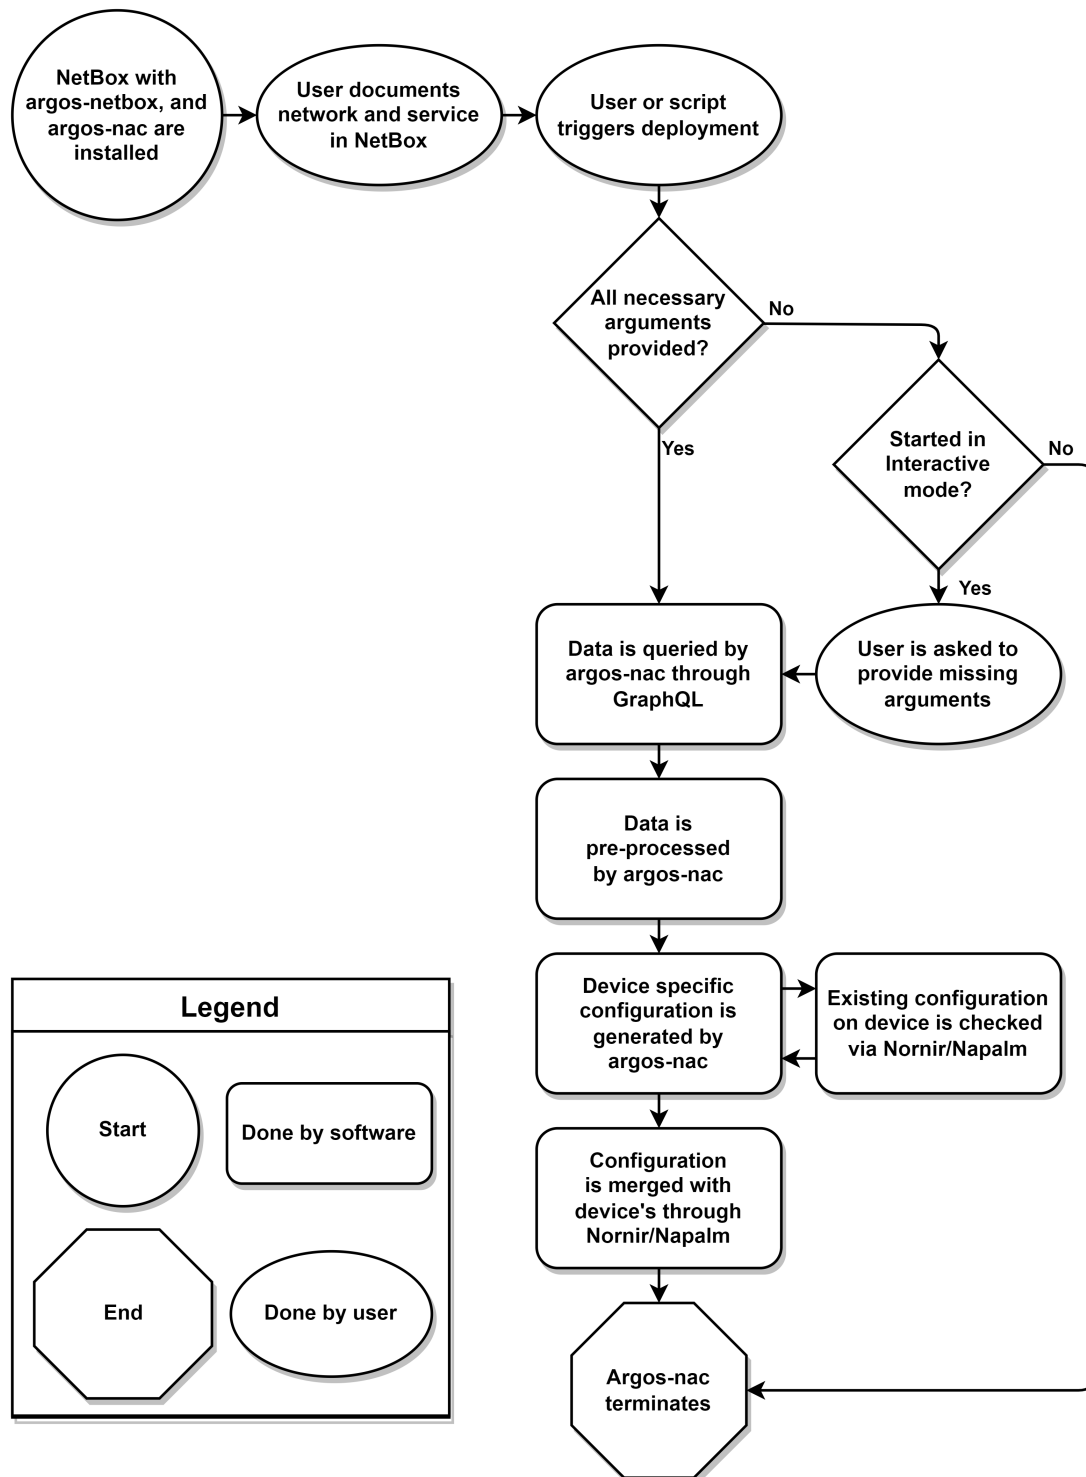 NetBox with
argos-netbox, and
argos-nac are
installed
User documents
network and service
in NetBox
User or script
triggers deployment
All necessary
arguments
provided?
No
Yes
Started in
Interactive
mode?
No
Yes
Data is queried by
argos-nac through
GraphQL
User is asked to
provide missing
arguments
Data is
pre-processed
by argos-nac
Device specific
configuration is
generated by
argos-nac
Existing configuration
on device is checked
via Nornir/Napalm
Configuration
is merged with
device's through
Nornir/Napalm
Argos-nac
terminates
Legend
Start
Done by software
End
Done by user